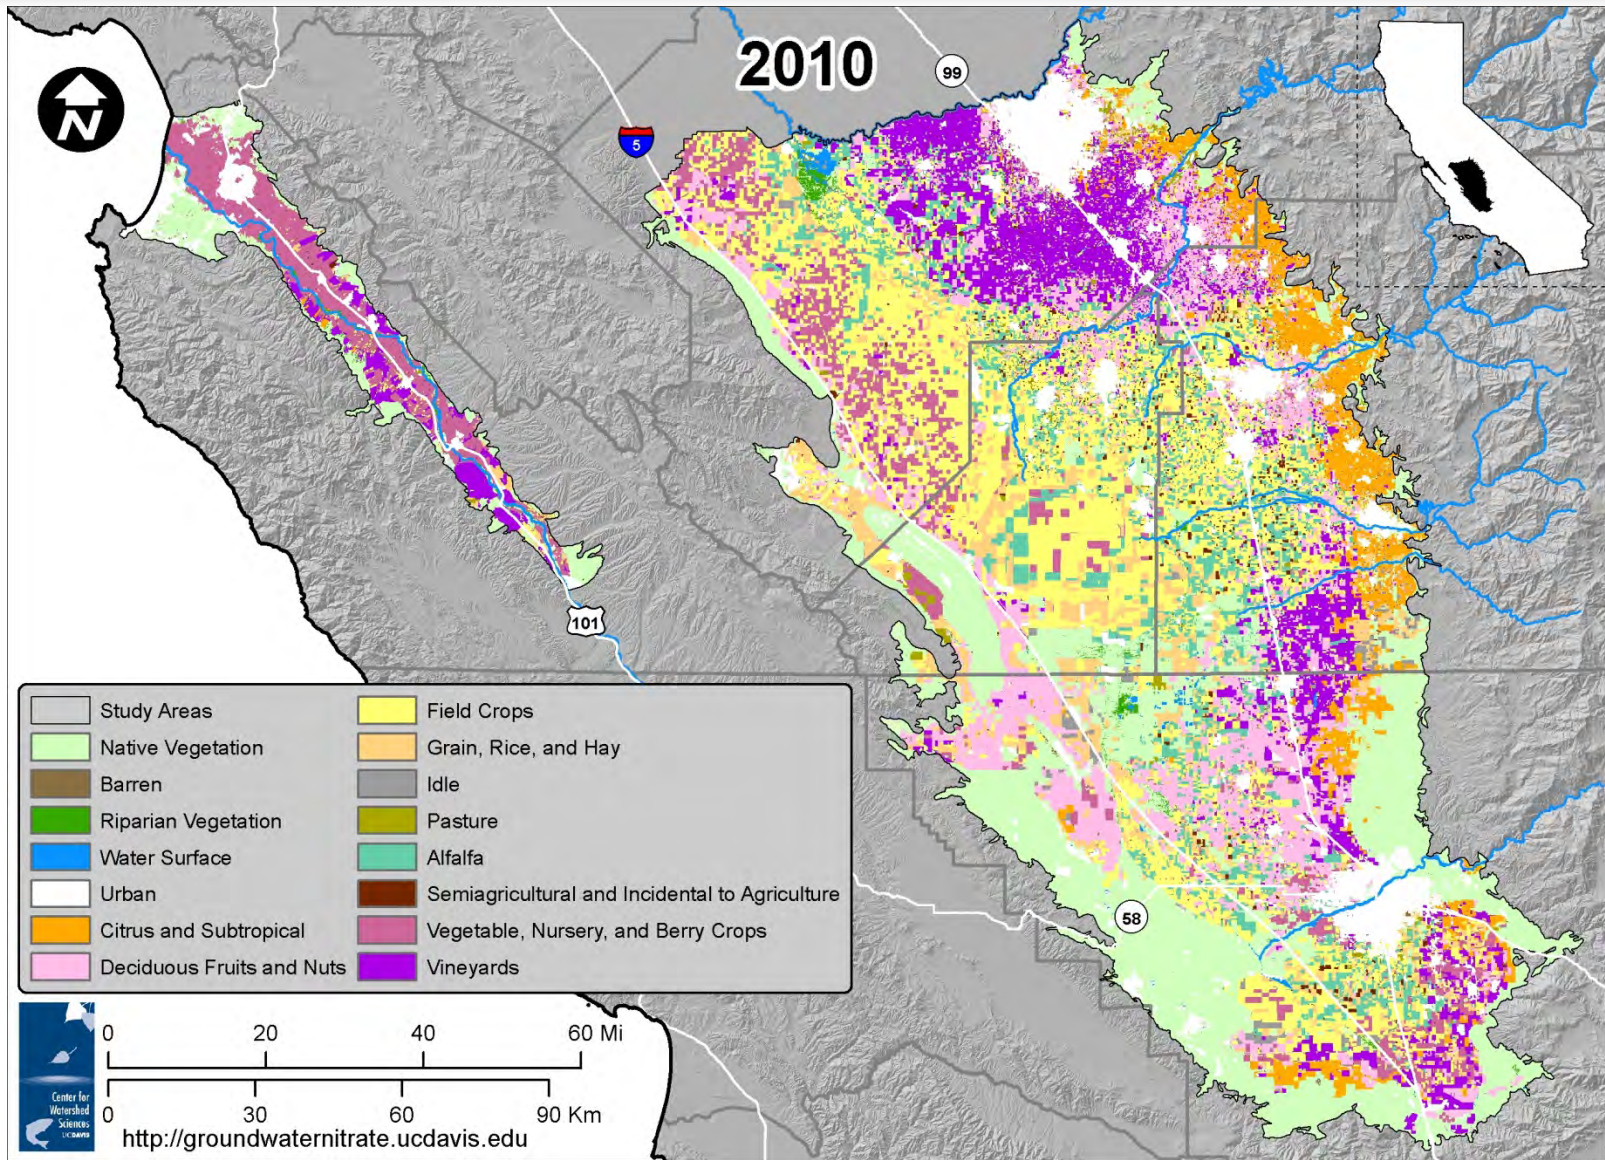 2010
99
N
5
101
58
Study Areas
Native Vegetation
Barren
Riparian Vegetation
Water Surface
Urban
Citrus and Subtropical
Deciduous Fruits and Nuts
Field Crops
Grain, Rice, and Hay
Idle
Pasture
Alfalfa
Semiagricultural and Incidental to Agriculture
Vegetable, Nursery, and Berry Crops
Vineyards
0 20 40 60 Mi
0 30 60 90 Km
Center for
Watershed
Sciences
UCDAVIS
http://groundwaternitrate.ucdavis.edu